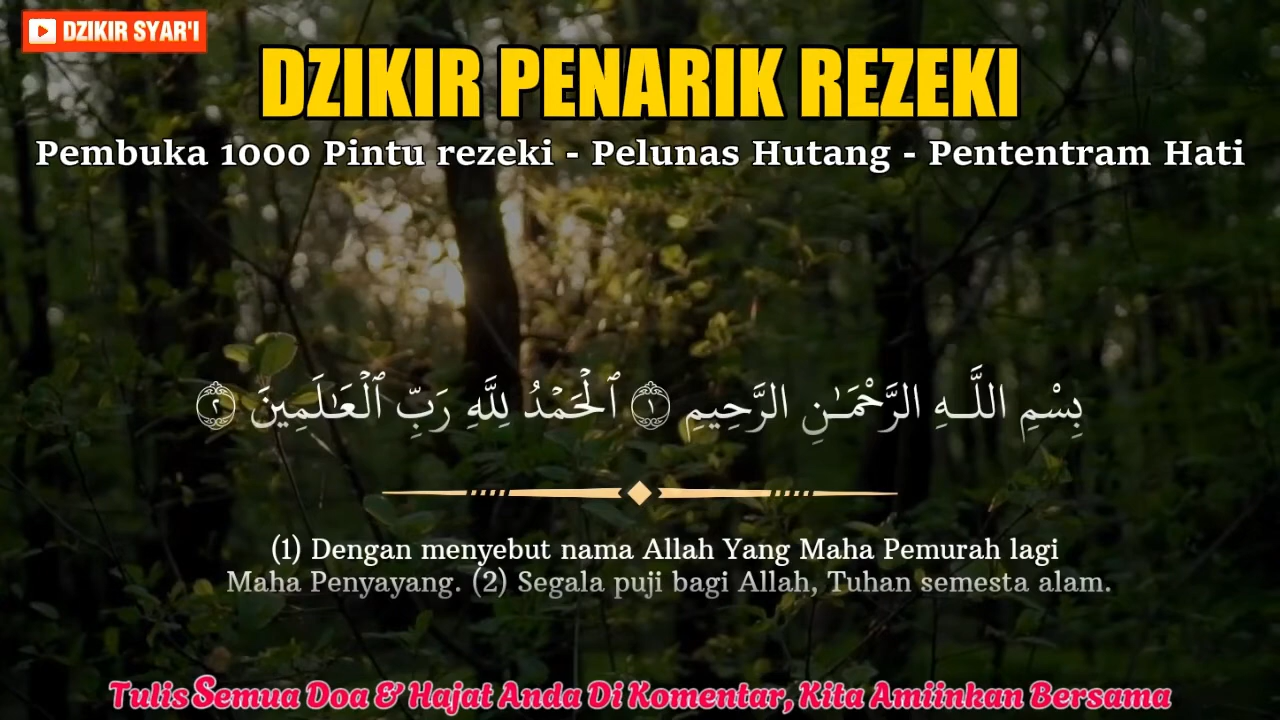 DZIKIR SYAR'I
DZIKIR PENARIK REZEKI
Pembuka 1000 Pintu rezeki - Pelunas Hutang - Pententram Hati
بِسْمِ اللَّـهِ الرَّحْمَـٰنِ الرَّحِيمِ ۝١ ٱلْحَمْدُ لِلَّهِ رَبِّ ٱلْعَـٰلَمِينَ ۝٢
(1) Dengan menyebut nama Allah Yang Maha Pemurah lagi
Maha Penyayang. (2) Segala puji bagi Allah, Tuhan semesta alam.
Tulis Semua Doa & Hajat Anda Di Komentar, Kita Amiinkan Bersama